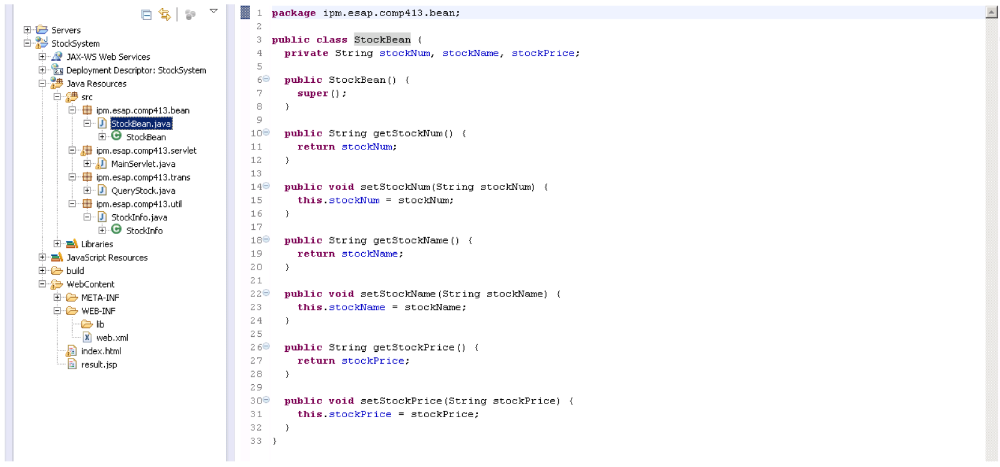 Servers
StockSystem
JAX-WS Web Services
Deployment Descriptor: StockSystem
Java Resources
src
ipm.esap.comp413.bean
StockBean.java
StockBean
ipm.esap.comp413.servlet
MainServlet.java
ipm.esap.comp413.trans
QueryStock.java
ipm.esap.comp413.util
StockInfo.java
StockInfo
Libraries
JavaScript Resources
build
WebContent
META-INF
WEB-INF
lib
web.xml
index.html
result.jsp
1 package ipm.esap.comp413.bean;
2
3 public class StockBean {
4 private String stockNum, stockName, stockPrice;
5
6 public StockBean() {
7 super();
8 }
9
10 public String getStockNum() {
11 return stockNum;
12 }
13
14 public void setStockNum(String stockNum) {
15 this.stockNum = stockNum;
16 }
17
18 public String getStockName() {
19 return stockName;
20 }
21
22 public void setStockName(String stockName) {
23 this.stockName = stockName;
24 }
25
26 public String getStockPrice() {
27 return stockPrice;
28 }
29
30 public void setStockPrice(String stockPrice) {
31 this.stockPrice = stockPrice;
32 }
33 }